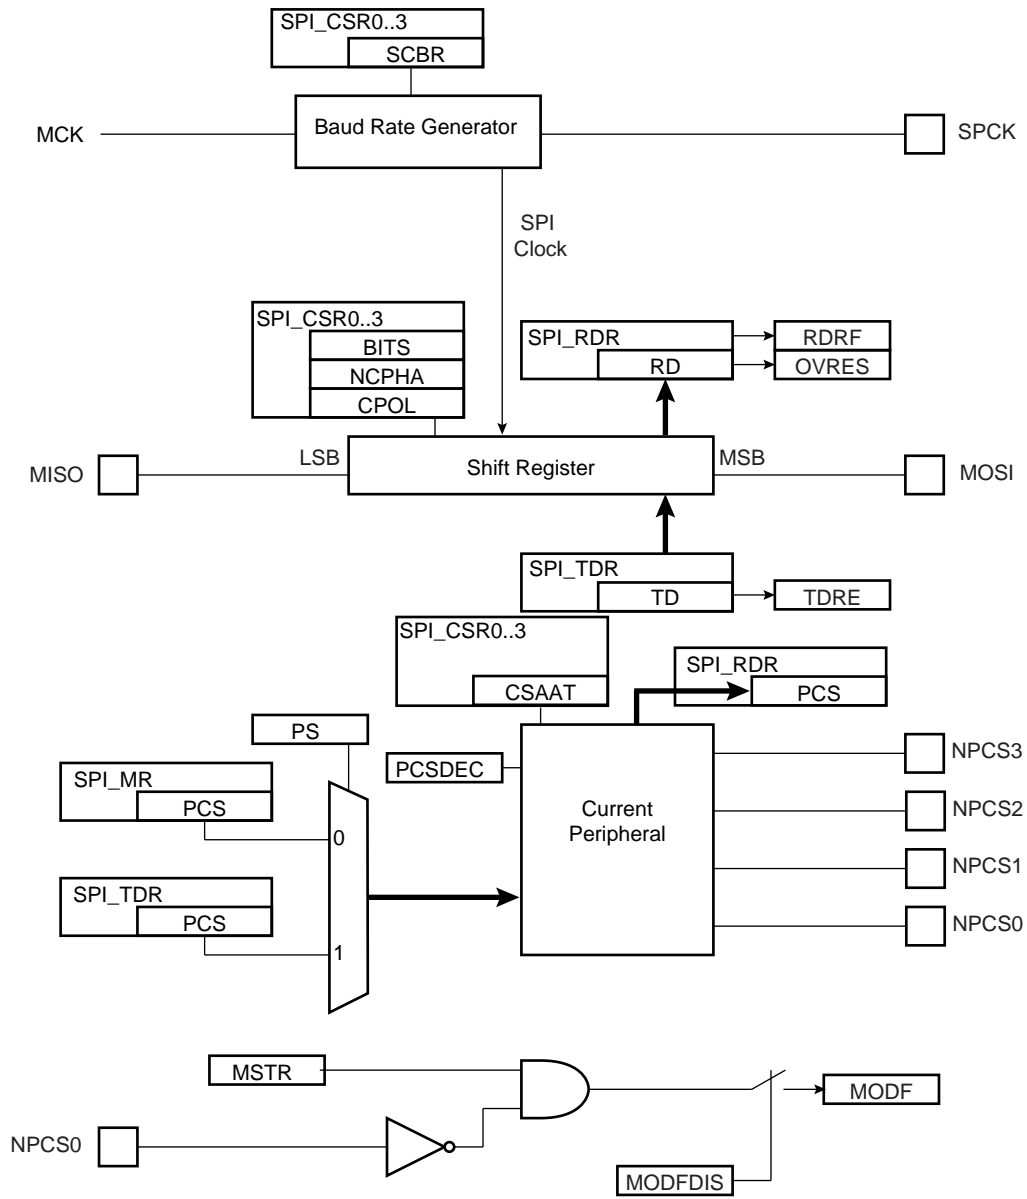 SPI_CSR0..3
SCBR
MCK
Baud Rate Generator
SPCK
SPI
Clock
SPI_CSR0..3
BITS
NCPHA
CPOL
SPI_RDR
RD
RDRF
OVRES
MISO
LSB
Shift Register
MSB
MOSI
SPI_TDR
TD
TDRE
SPI_CSR0..3
CSAAT
SPI_RDR
PCS
PS
PCSDEC
NPCS3
SPI_MR
PCS
0
Current
Peripheral
NPCS2
NPCS1
SPI_TDR
PCS
1
NPCS0
MSTR
MODF
NPCS0
MODFDIS